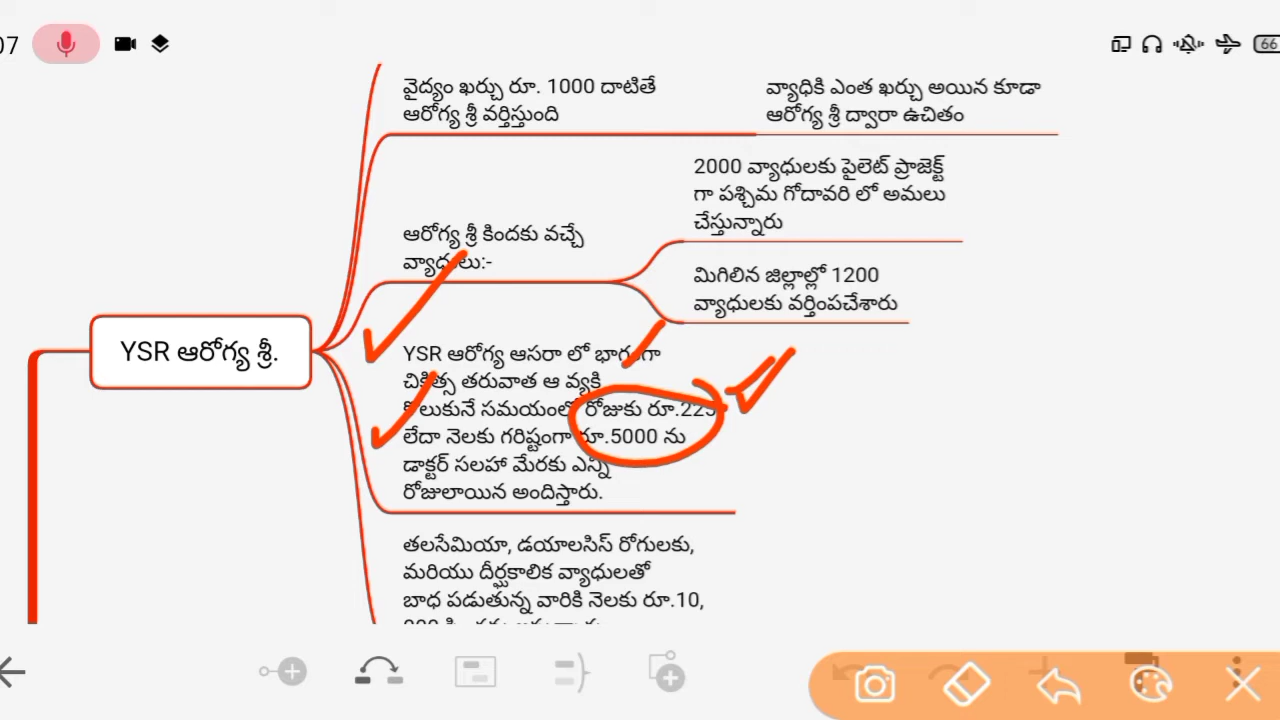 07
66
వైద్యం ఖర్చు రూ. 1000 దాటితే
ఆరోగ్య శ్రీ వర్తిస్తుంది
వ్యాధికి ఎంత ఖర్చు అయిన కూడా
ఆరోగ్య శ్రీ ద్వారా ఉచితం
2000 వ్యాధులకు పైలెట్ ప్రాజెక్ట్
గా పశ్చిమ గోదావరి లో అమలు
చేస్తున్నారు
ఆరోగ్య శ్రీ కిందకు వచ్చే
వ్యాధులు:-
మిగిలిన జిల్లాల్లో 1200
వ్యాధులకు వర్తింపచేశారు
YSR ఆరోగ్య శ్రీ.
YSR ఆరోగ్య ఆసరా లో భాగంగా
చికిత్స తరువాత ఆ వ్యక్తి
కోలుకునే సమయంలో రోజుకు రూ.225
లేదా నెలకు గరిష్టంగా రూ.5000 ను
డాక్టర్ సలహా మేరకు ఎన్ని
రోజులాయిన అందిస్తారు.
తలసేమియా, డయాలసిస్ రోగులకు,
మరియు దీర్ఘకాలిక వ్యాధులతో
బాధ పడుతున్న వారికి నెలకు రూ.10,